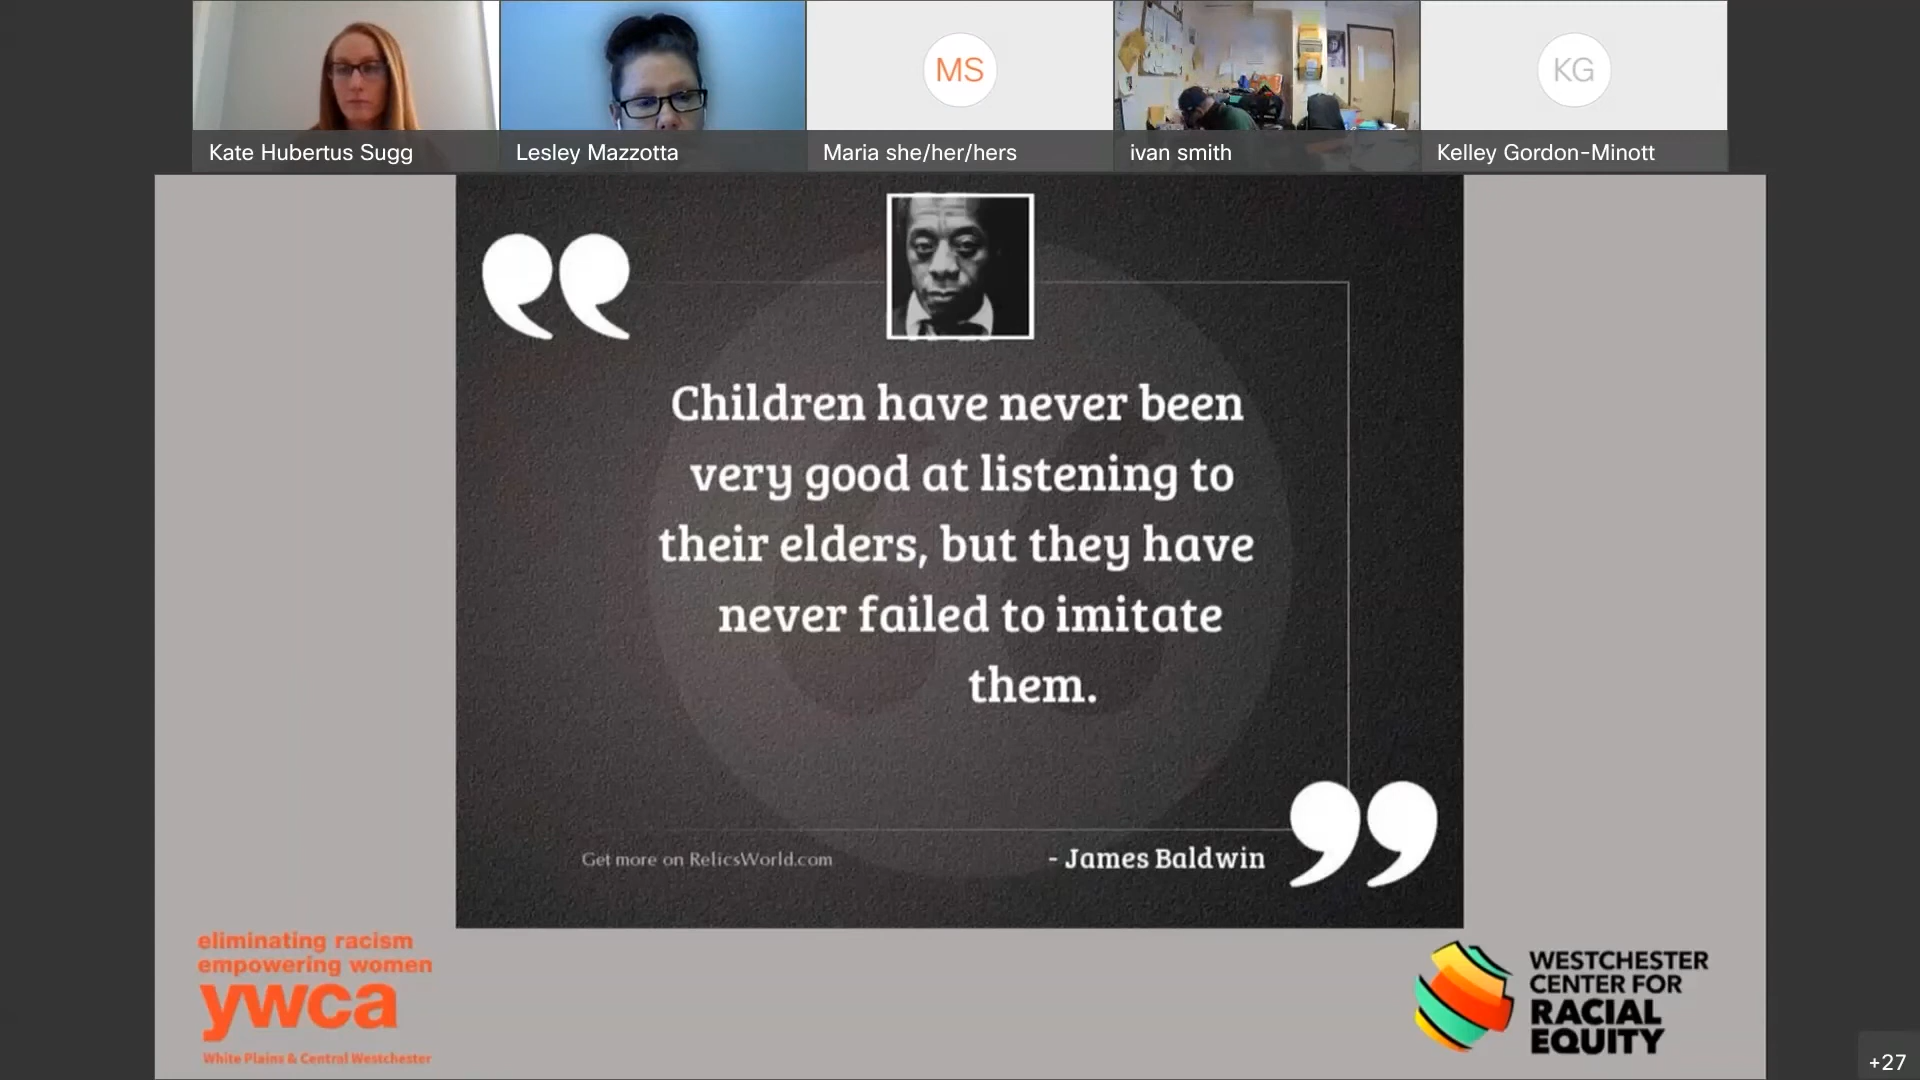 MS
KG
Kate Hubertus Sugg
Lesley Mazzotta
Maria she/her/hers
ivan smith
Kelley Gordon-Minott
Children have never been
very good at listening to
their elders, but they have
never failed to imitate
them.
Get more on RelicsWorld.com
- James Baldwin
eliminating racism
empowering women
ywca
White Plains & Central Westchester
WESTCHESTER
CENTER FOR
RACIAL
EQUITY
+27